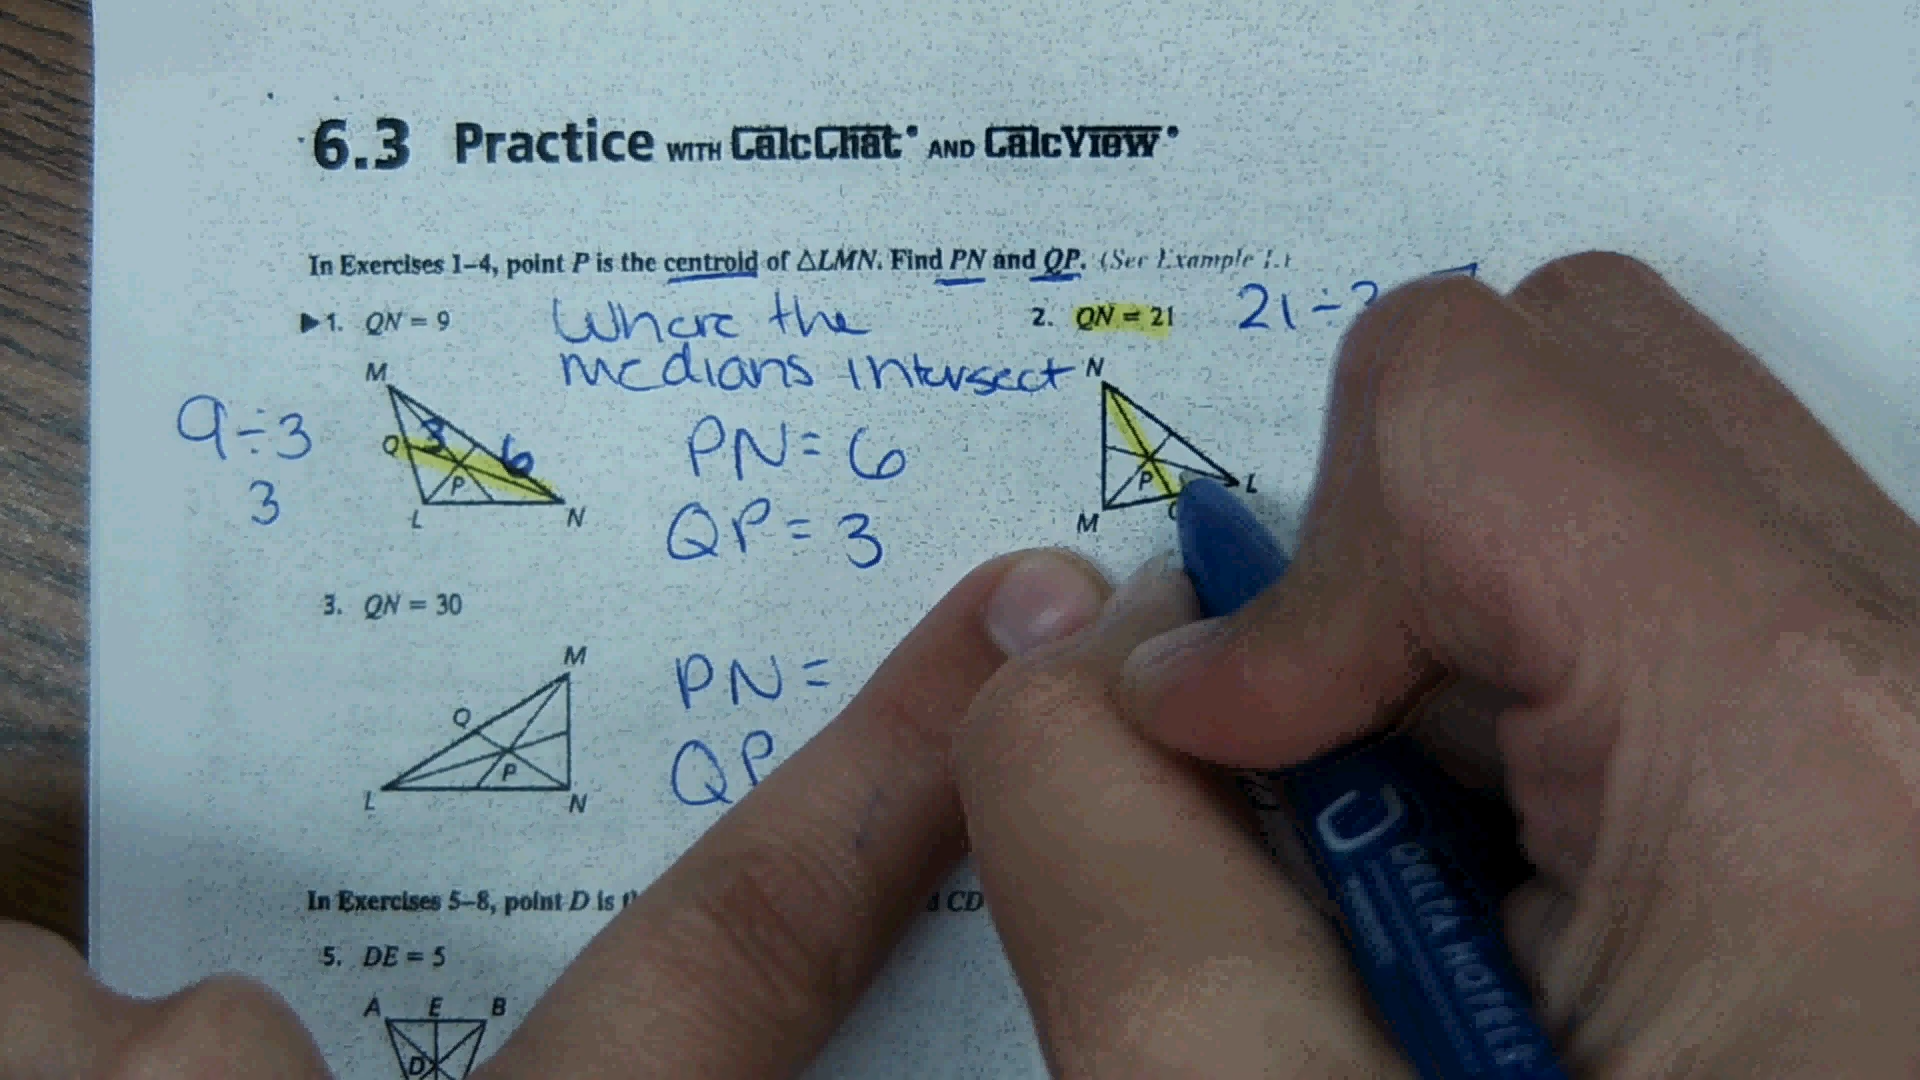 6.3 Practice WITH CalcChat AND CalcView
In Exercises 1–4, point P is the centroid of △LMN. Find PN and QP. (See Example 1.)
▶1. QN = 9
Where the
medians intersect
2. QN = 21
21 ÷
M
Q
3
6
P
L
N
9 ÷ 3
3
PN = 6
QP = 3
N
P
L
M
3. QN = 30
M
Q
P
L
N
PN =
QP
In Exercises 5–8, point D is
CD
5. DE = 5
A E B
D
DELTA HOTELS